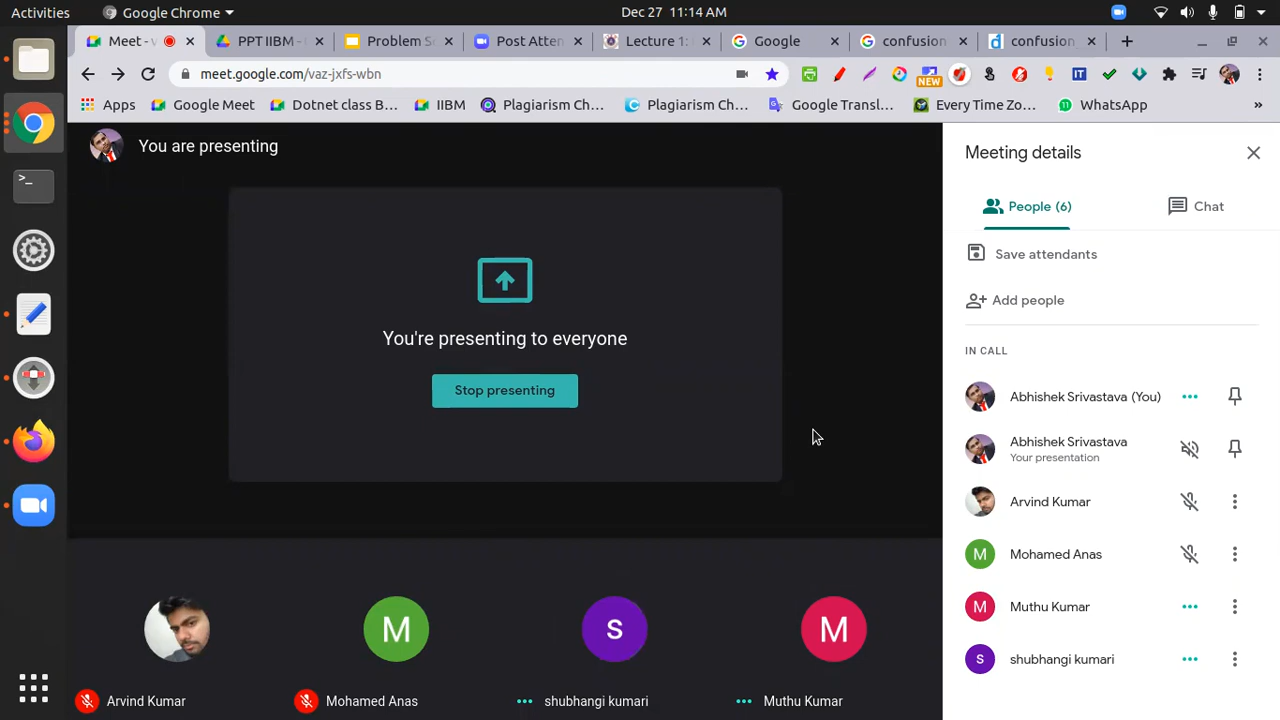 Activities
Google Chrome
Dec 27 11:14 AM
Meet - v
PPT IIBM -
Problem So
Post Atten
Lecture 1:
Google
confusion
confusion_
meet.google.com/vaz-jxfs-wbn
NEW
IT
Apps
Google Meet
Dotnet class B...
IIBM
Plagiarism Ch...
Plagiarism Ch...
Google Transl...
Every Time Zo...
11
WhatsApp
»
You are presenting
You're presenting to everyone
Stop presenting
Meeting details
People (6)
Chat
Save attendants
Add people
IN CALL
Abhishek Srivastava (You)
Abhishek Srivastava
Your presentation
Arvind Kumar
M
Mohamed Anas
M
Muthu Kumar
s
shubhangi kumari
M
s
M
Arvind Kumar
Mohamed Anas
shubhangi kumari
Muthu Kumar